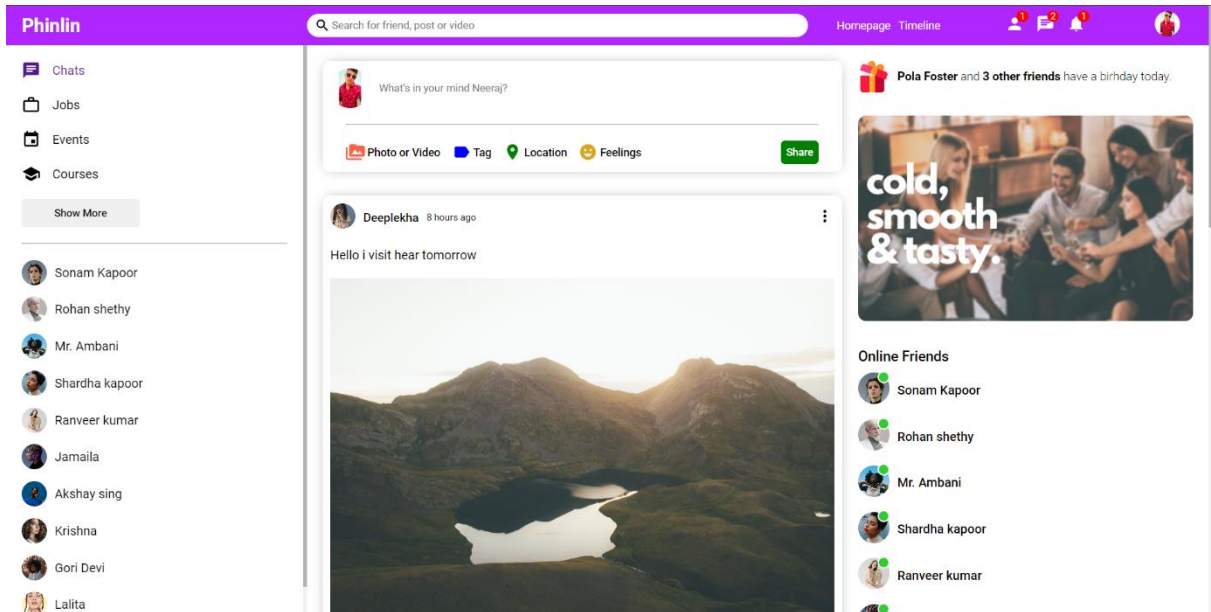 Phinlin
Search for friend, post or video
Homepage Timeline
1
2
1
Chats
Jobs
Events
Courses
Show More
Sonam Kapoor
Rohan shethy
Mr. Ambani
Shardha kapoor
Ranveer kumar
Jamaila
Akshay sing
Krishna
Gori Devi
Lalita
What's in your mind Neeraj?
Photo or Video Tag Location Feelings Share
Deeplekha 8 hours ago
Hello i visit hear tomorrow
Pola Foster and 3 other friends have a birhday today.
cold,
smooth
& tasty.
Online Friends
Sonam Kapoor
Rohan shethy
Mr. Ambani
Shardha kapoor
Ranveer kumar